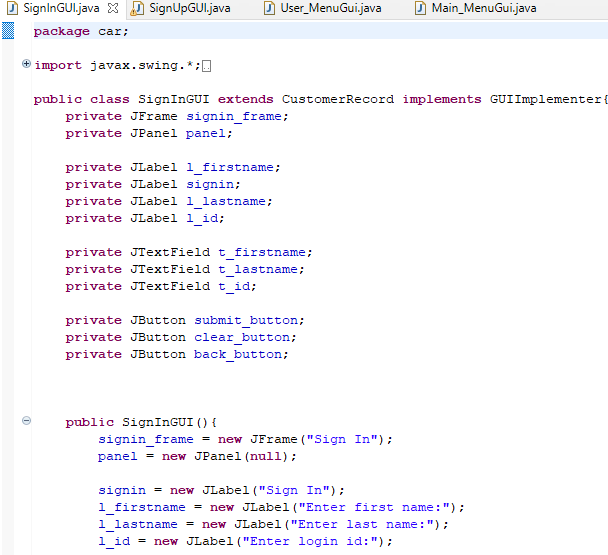 SignInGUI.java SignUpGUI.java User_MenuGui.java Main_MenuGui.java
package car;
import javax.swing.*;
public class SignInGUI extends CustomerRecord implements GUIImplementer{
private JFrame signin_frame;
private JPanel panel;
private JLabel l_firstname;
private JLabel signin;
private JLabel l_lastname;
private JLabel l_id;
private JTextField t_firstname;
private JTextField t_lastname;
private JTextField t_id;
private JButton submit_button;
private JButton clear_button;
private JButton back_button;
public SignInGUI(){
signin_frame = new JFrame("Sign In");
panel = new JPanel(null);
signin = new JLabel("Sign In");
l_firstname = new JLabel("Enter first name:");
l_lastname = new JLabel("Enter last name:");
l_id = new JLabel("Enter login id:");